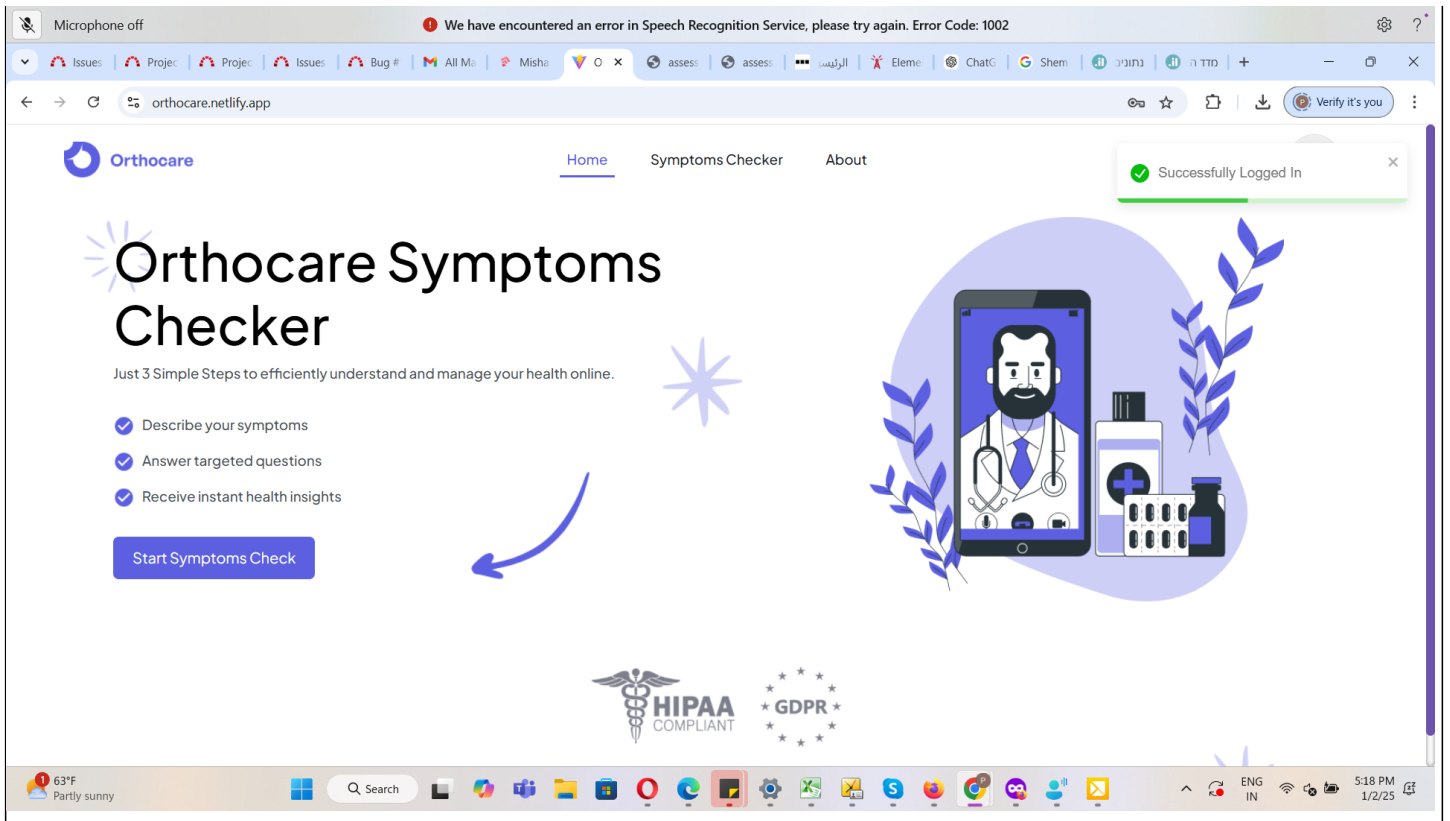 Microphone off
We have encountered an error in Speech Recognition Service, please try again. Error Code: 1002
?
Issues
Projec
Projec
Issues
Bug #
All Ma
Misha
O
assess
assess
الرئيسـ
Eleme
ChatG
Shem
נתונים
מדד ה
orthocare.netlify.app
Verify it's you
Orthocare
Home
Symptoms Checker
About
Successfully Logged In
Orthocare Symptoms
Checker
Just 3 Simple Steps to efficiently understand and manage your health online.
Describe your symptoms
Answer targeted questions
Receive instant health insights
Start Symptoms Check
HIPAA
COMPLIANT
GDPR
1
63°F
Partly sunny
Search
ENG
IN
5:18 PM
1/2/25